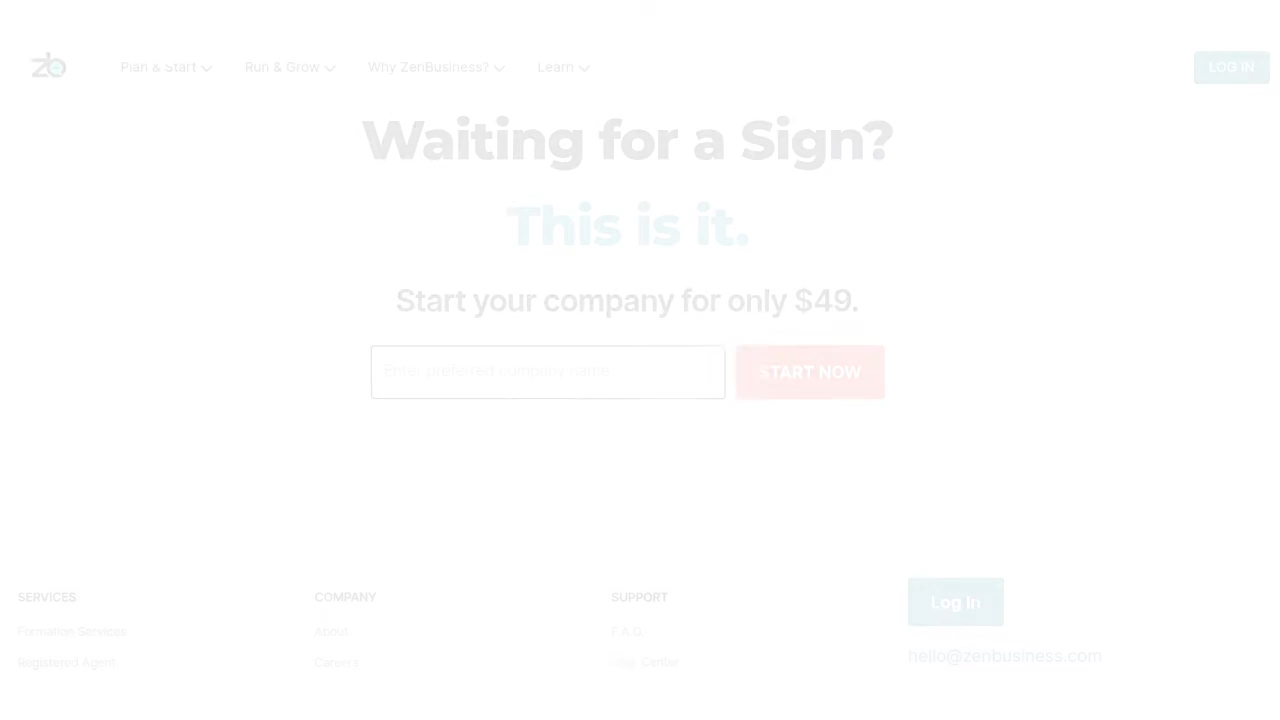 zb
Plan & Start
Run & Grow
Why ZenBusiness?
Learn
LOG IN
Waiting for a Sign?
This is it.
Start your company for only $49.
Enter preferred company name
START NOW
SERVICES
COMPANY
SUPPORT
Log In
Formation Services
About
F.A.Q.
hello@zenbusiness.com
Registered Agent
Careers
Center